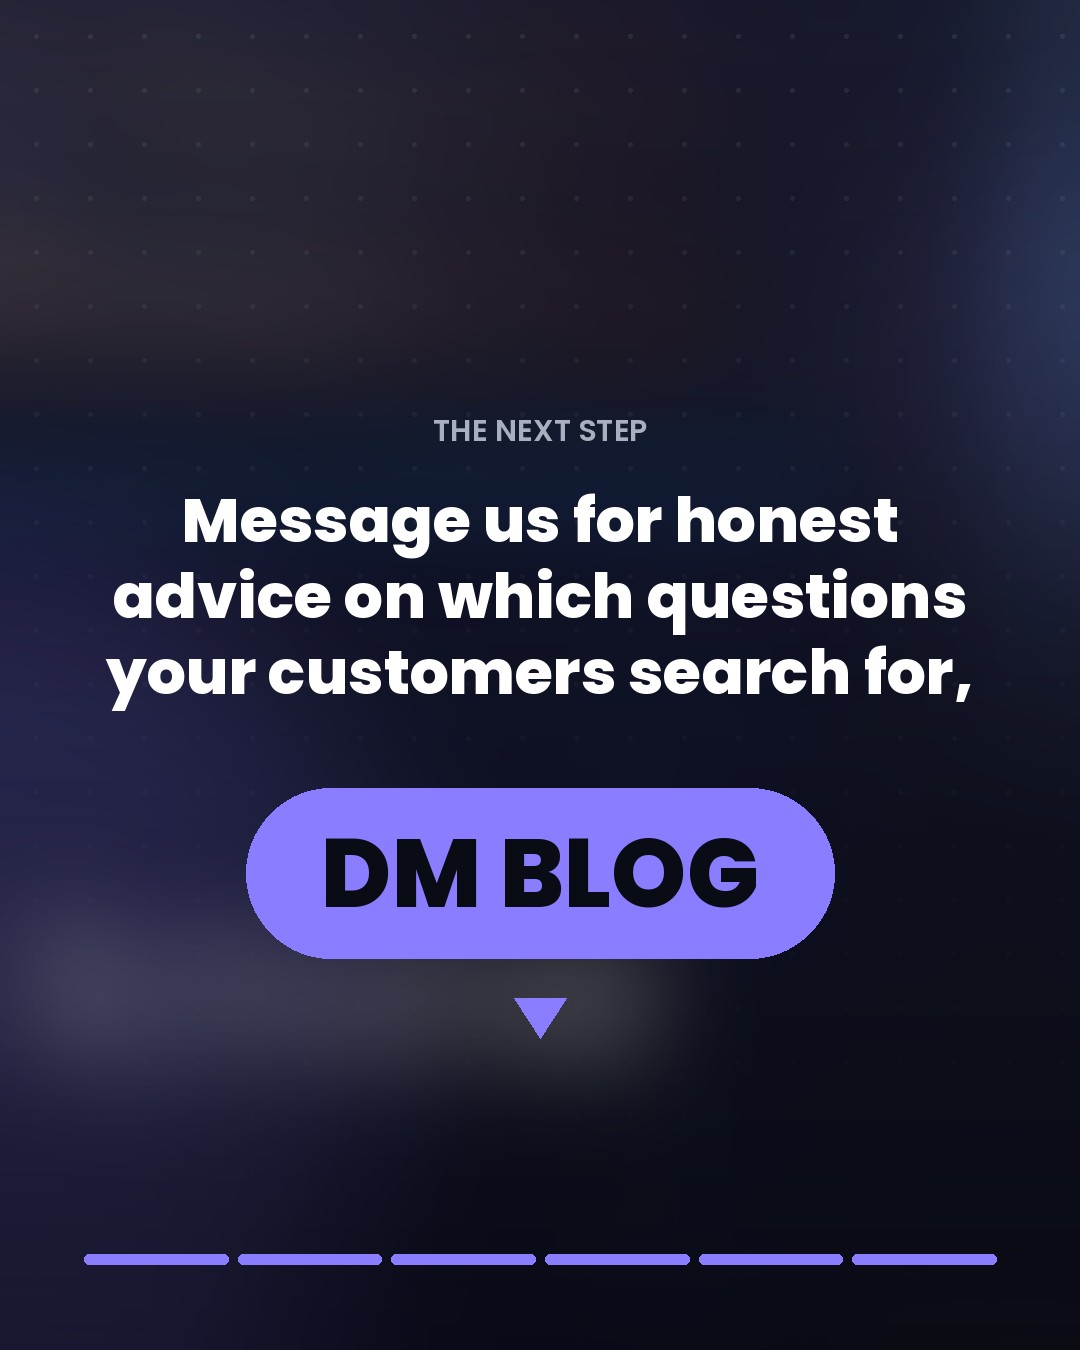 THE NEXT STEP
Message us for honest
advice on which questions
your customers search for,
DM BLOG